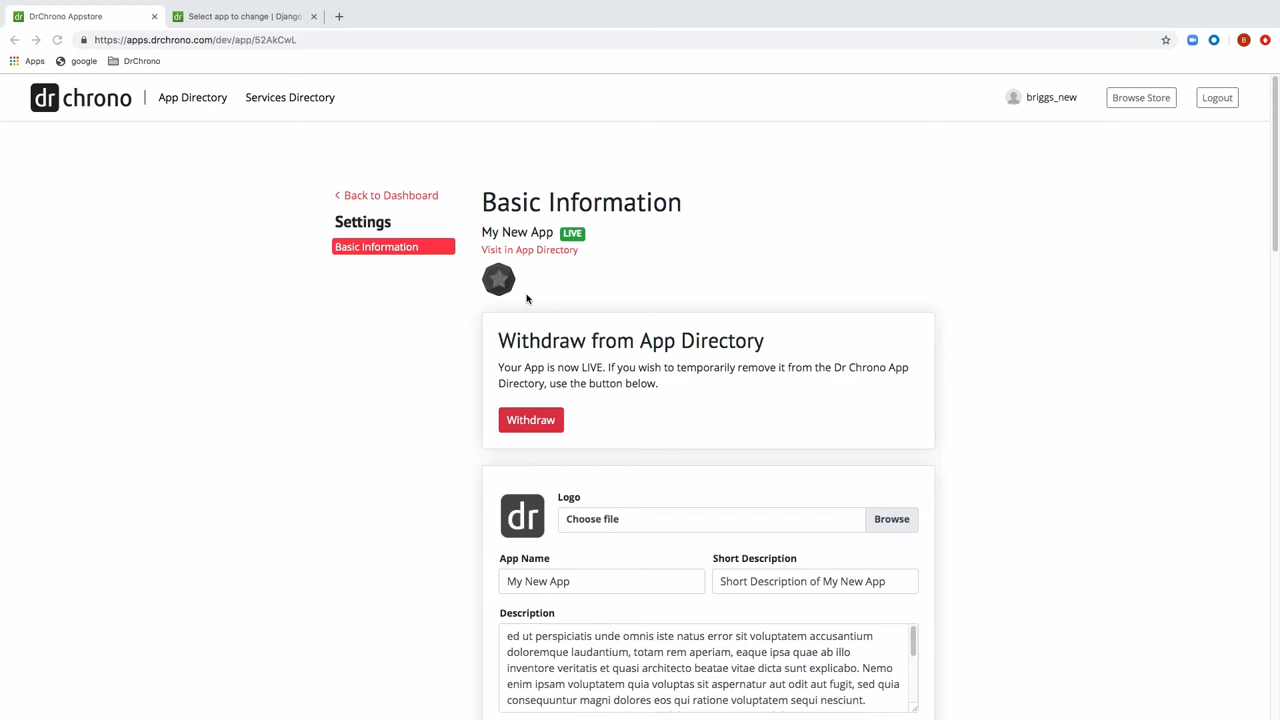 DrChrono Appstore
Select app to change | Djang
https://apps.drchrono.com/dev/app/52AkCwL
B
Apps google DrChrono
dr chrono | App Directory Services Directory briggs_new Browse Store Logout
Back to Dashboard
Settings
Basic Information
Basic Information
My New App LIVE
Visit in App Directory
Withdraw from App Directory
Your App is now LIVE. If you wish to temporarily remove it from the Dr Chrono App
Directory, use the button below.
Withdraw
dr
Logo
Choose file Browse
App Name Short Description
My New App Short Description of My New App
Description
ed ut perspiciatis unde omnis iste natus error sit voluptatem accusantium
doloremque laudantium, totam rem aperiam, eaque ipsa quae ab illo
inventore veritatis et quasi architecto beatae vitae dicta sunt explicabo. Nemo
enim ipsam voluptatem quia voluptas sit aspernatur aut odit aut fugit, sed quia
consequuntur magni dolores eos qui ratione voluptatem sequi nesciunt.